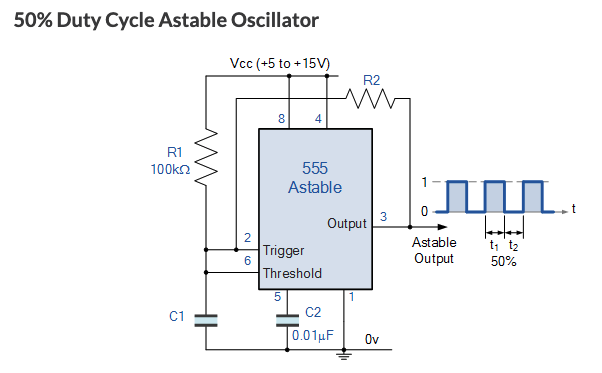 50% Duty Cycle Astable Oscillator
Vcc (+5 to +15V)
R2
8
4
R1
100kΩ
555
Astable
1
0
t
Output
3
2
Trigger
Astable
Output
t₁
t₂
50%
6
Threshold
5
1
C1
C2
0.01µF
0v